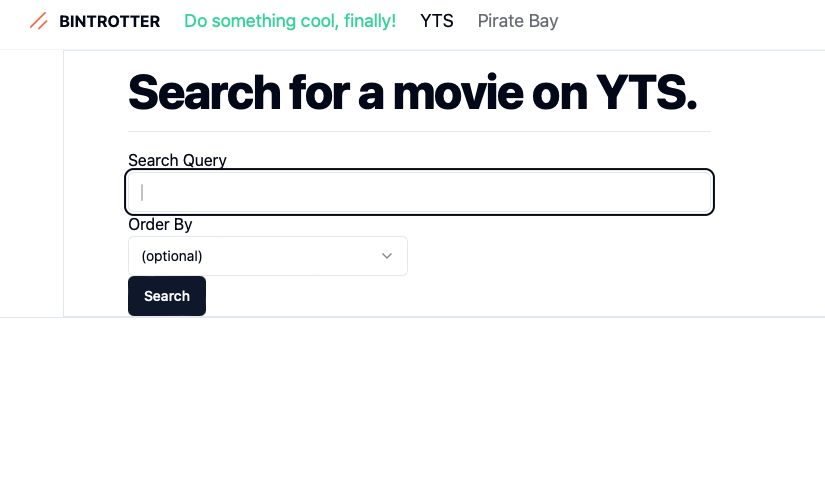 BINTROTTER Do something cool, finally! YTS Pirate Bay
Search for a movie on YTS.
Search Query
Order By
(optional)
Search